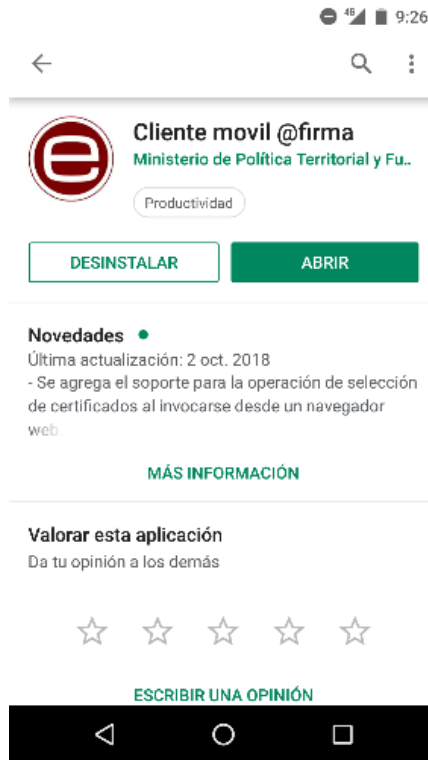 4G 9:26
Cliente movil @firma
Ministerio de Política Territorial y Fu..
Productividad
DESINSTALAR
ABRIR
Novedades
Última actualización: 2 oct. 2018
- Se agrega el soporte para la operación de selección
de certificados al invocarse desde un navegador
web.
MÁS INFORMACIÓN
Valorar esta aplicación
Da tu opinión a los demás
ESCRIBIR UNA OPINIÓN